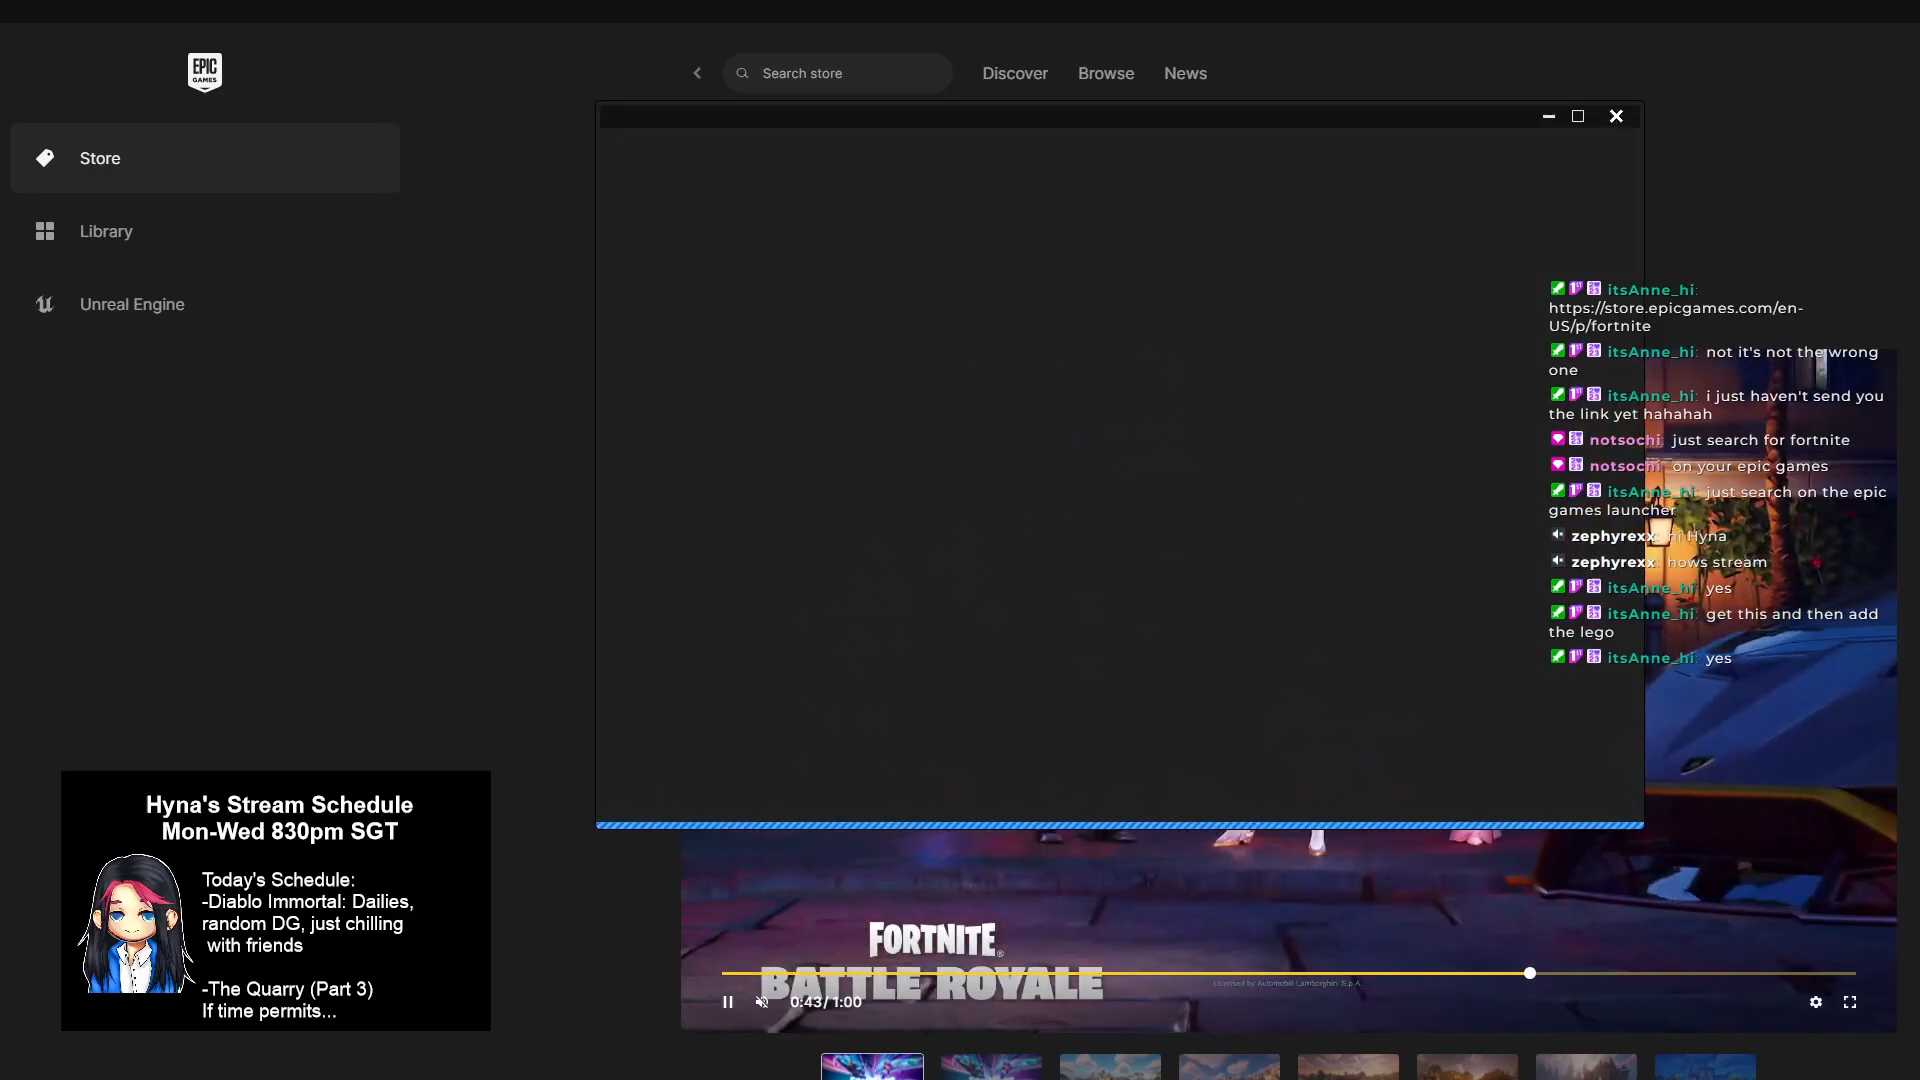 EPIC
GAMES
Search store
Discover
Browse
News
Store
Library
Unreal Engine
itsAnne_hi:
https://store.epicgames.com/en-
US/p/fortnite
itsAnne_hi: not it's not the wrong
one
itsAnne_hi: i just haven't send you
the link yet hahahah
notsochi: just search for fortnite
notsochi: on your epic games
itsAnne_hi: just search on the epic
games launcher
zephyrexx: hi Hyna
zephyrexx: hows stream
itsAnne_hi: yes
itsAnne_hi: get this and then add
the lego
itsAnne_hi: yes
Hyna's Stream Schedule
Mon-Wed 830pm SGT
Today's Schedule:
-Diablo Immortal: Dailies,
random DG, just chilling
with friends
-The Quarry (Part 3)
If time permits...
FORTNITE
BATTLE ROYALE
Licensed by Automobili Lamborghini S.p.A.
0:43/ 1:00